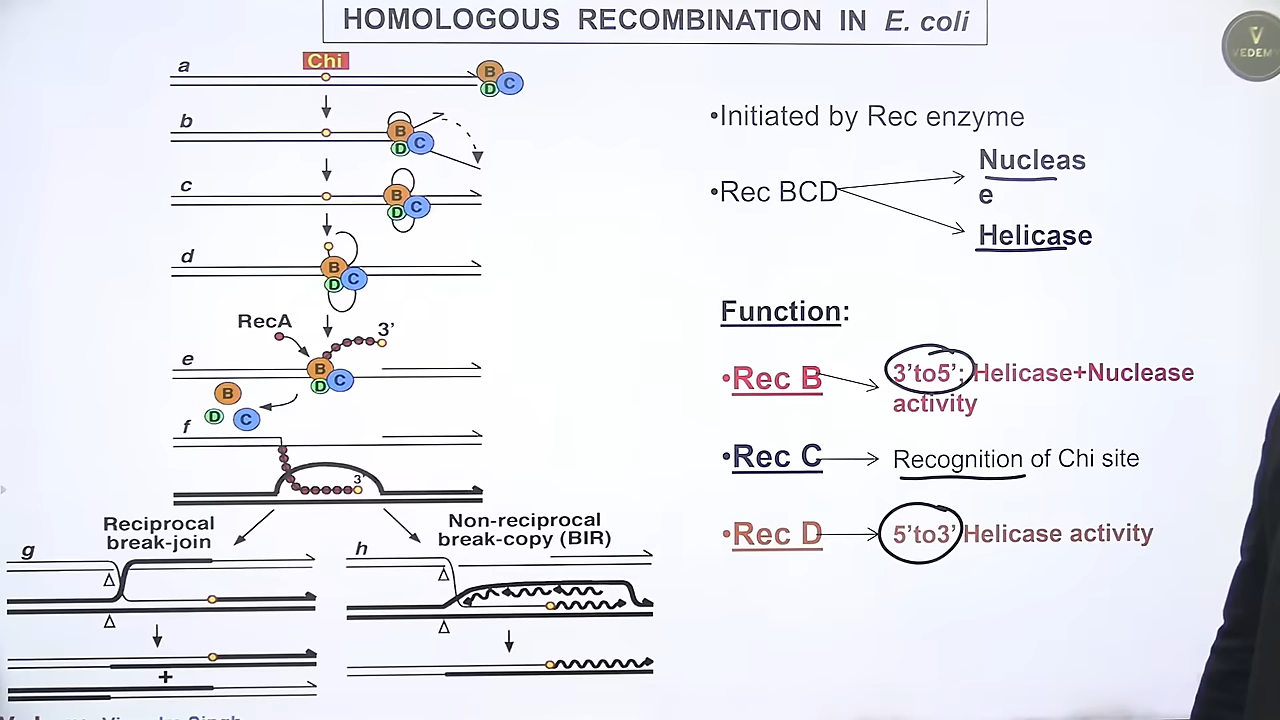 HOMOLOGOUS RECOMBINATION IN E. coli
VEDEM
Chi
a
B
D
C
b
B
D
C
c
B
D
C
d
B
D
C
RecA
3’
e
B
D
C
B
D
C
f
3
Reciprocal
break-join
Non-reciprocal
break-copy (BIR)
g
h
+
•Initiated by Rec enzyme
•Rec BCD
Nucleas
e
Helicase
Function:
•Rec B
3’to5’: Helicase+Nuclease
activity
•Rec C
Recognition of Chi site
•Rec D
5’to3’ Helicase activity